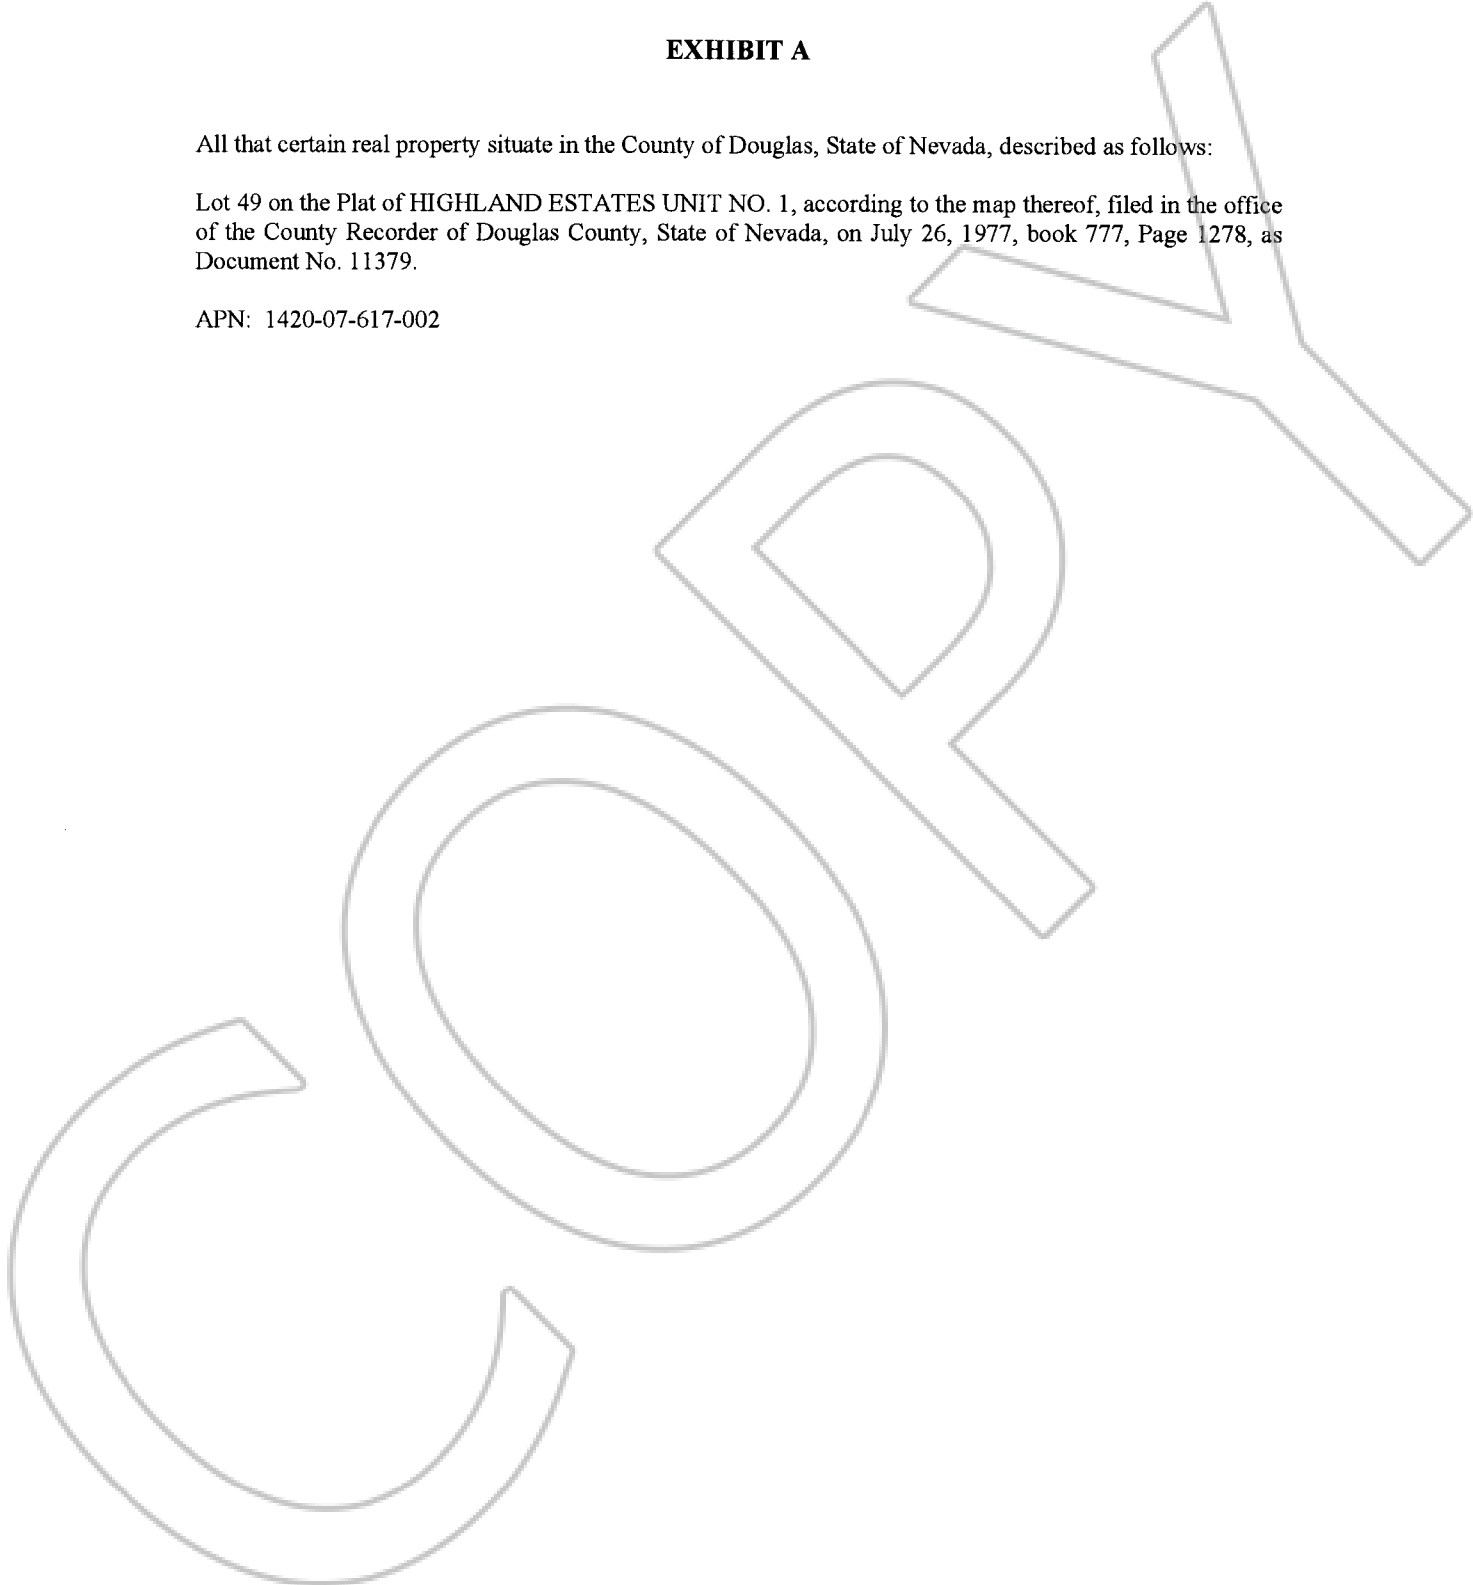 EXHIBIT A
All that certain real property situate in the County of Douglas, State of Nevada, described as follows:
Lot 49 on the Plat of HIGHLAND ESTATES UNIT NO. 1, according to the map thereof, filed in the office
of the County Recorder of Douglas County, State of Nevada, on July 26, 1977, book 777, Page 1278, as
Document No. 11379.
APN: 1420-07-617-002
COPY